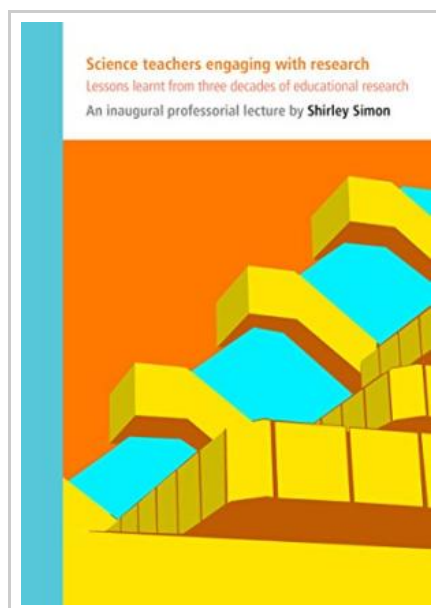 Science teachers engaging with research
Lessons learnt from three decades of educational research
An inaugural professorial lecture by Shirley Simon